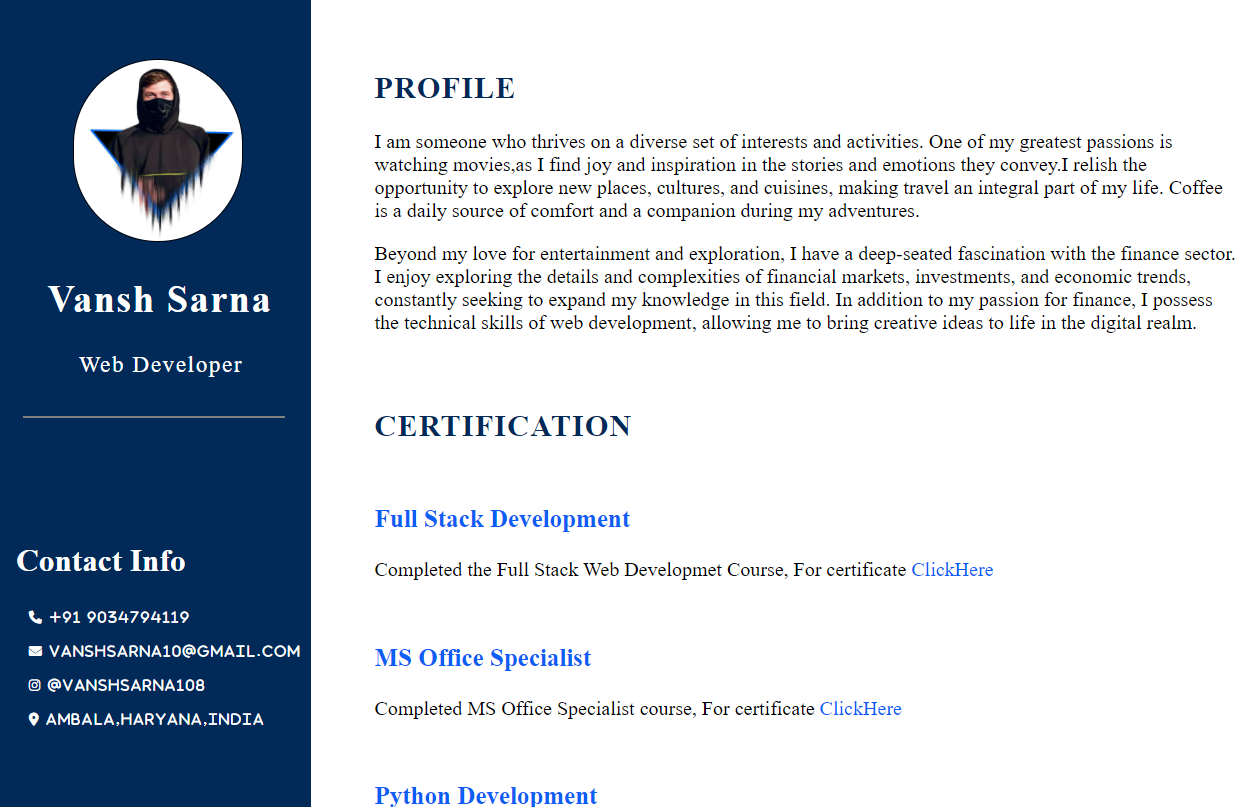 Vansh Sarna
Web Developer
Contact Info
+91 9034794119
VANSHSARNA10@GMAIL.COM
@VANSHSARNA108
AMBALA,HARYANA,INDIA
PROFILE
I am someone who thrives on a diverse set of interests and activities. One of my greatest passions is
watching movies,as I find joy and inspiration in the stories and emotions they convey.I relish the
opportunity to explore new places, cultures, and cuisines, making travel an integral part of my life. Coffee
is a daily source of comfort and a companion during my adventures.
Beyond my love for entertainment and exploration, I have a deep-seated fascination with the finance sector.
I enjoy exploring the details and complexities of financial markets, investments, and economic trends,
constantly seeking to expand my knowledge in this field. In addition to my passion for finance, I possess
the technical skills of web development, allowing me to bring creative ideas to life in the digital realm.
CERTIFICATION
Full Stack Development
Completed the Full Stack Web Developmet Course, For certificate ClickHere
MS Office Specialist
Completed MS Office Specialist course, For certificate ClickHere
Python Development